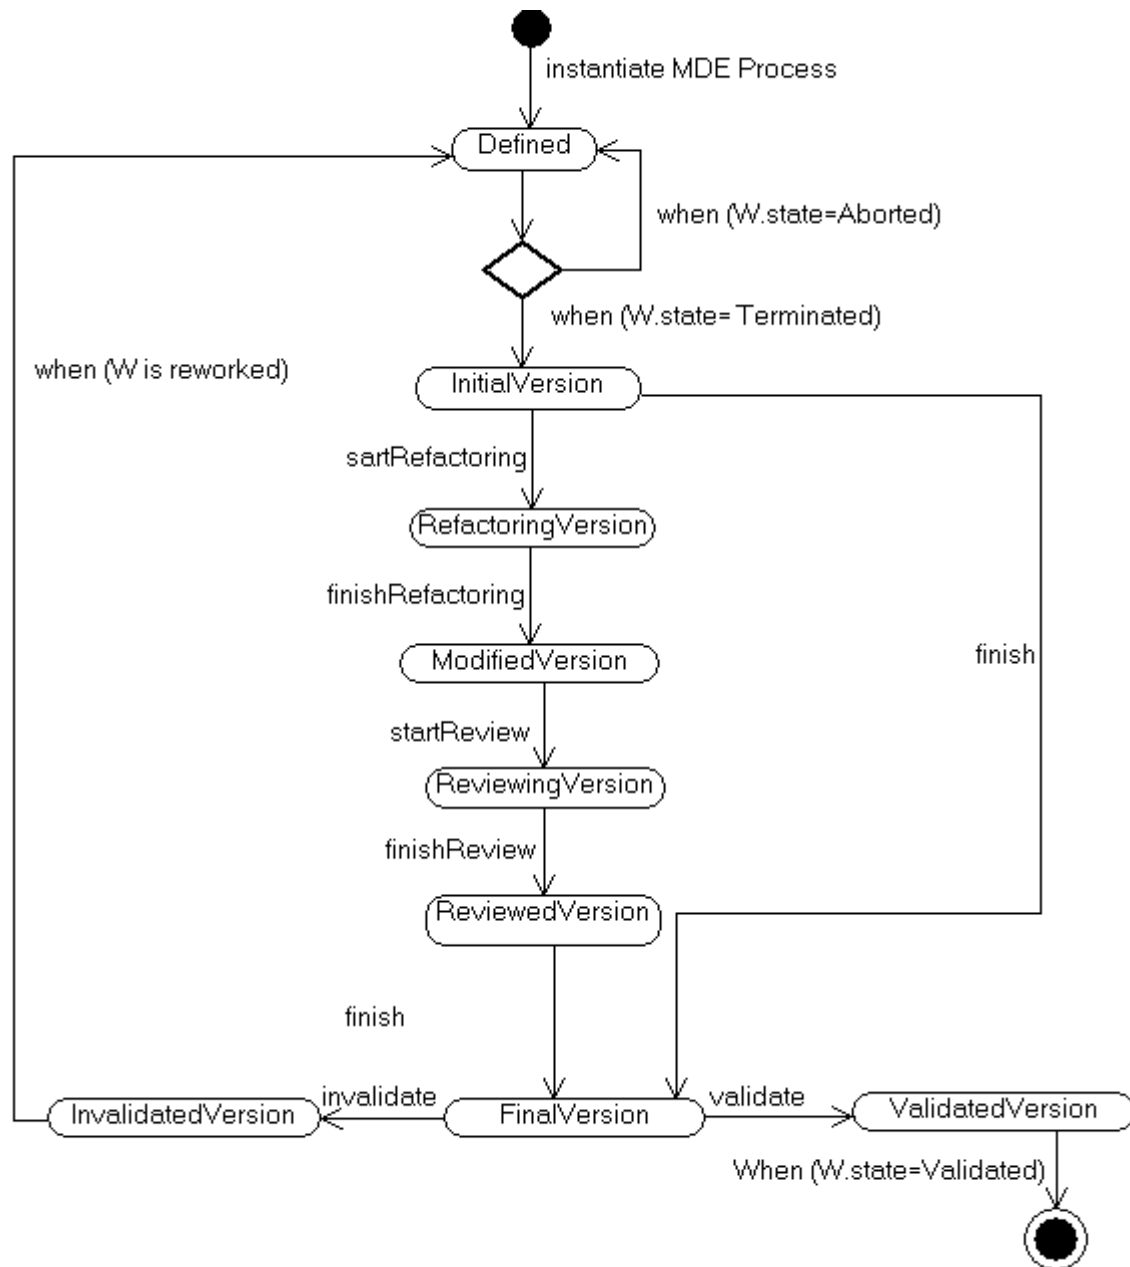 instantiate MDE Process
Defined
when (W.state=Aborted)
when (W.state= Terminated)
when (W is reworked)
InitialVersion
sartRefactoring
RefactoringVersion
finishRefactoring
ModifiedVersion
finish
startReview
ReviewingVersion
finishReview
ReviewedVersion
finish
invalidate
validate
InvalidatedVersion
FinalVersion
ValidatedVersion
When (W.state=Validated)